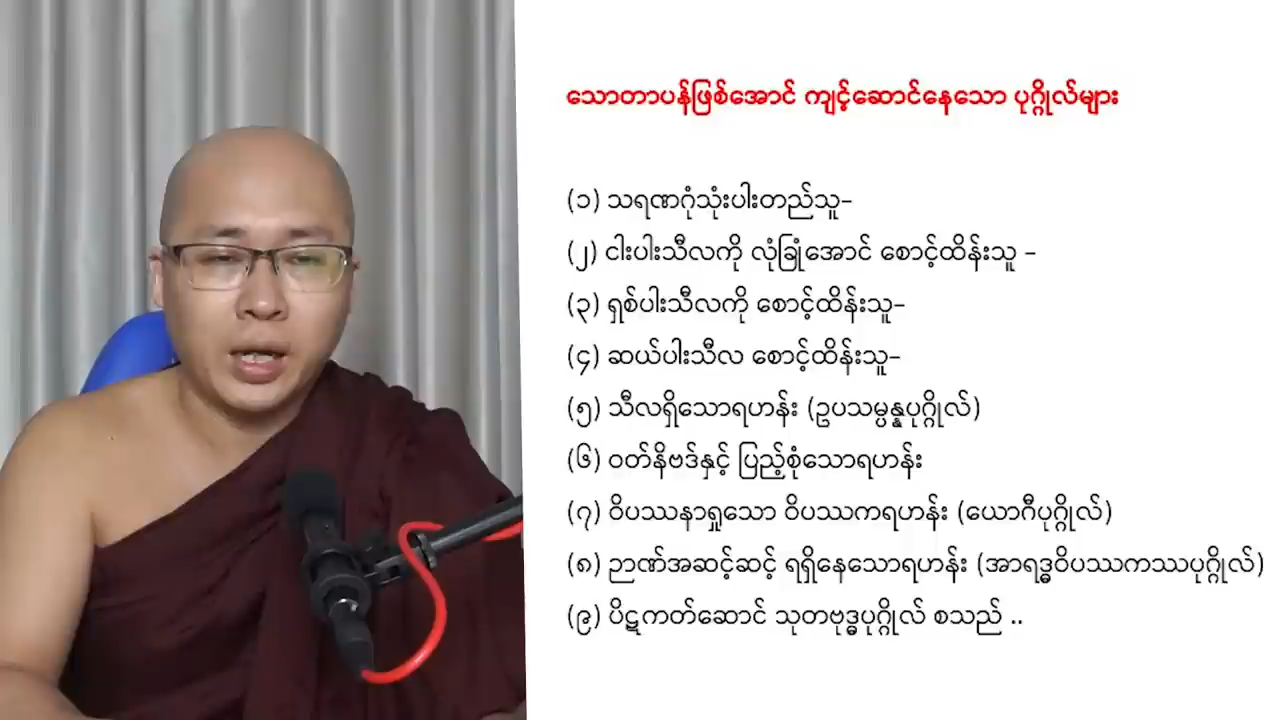 သောတာပန်ဖြစ်အောင် ကျင့်ဆောင်နေသော ပုဂ္ဂိုလ်များ
(၁) သရဏဂုံသုံးပါးတည်သူ-
(၂) ငါးပါးသီလကို လုံခြုံအောင် စောင့်ထိန်းသူ -
(၃) ရှစ်ပါးသီလကို စောင့်ထိန်းသူ-
(၄) ဆယ်ပါးသီလ စောင့်ထိန်းသူ-
(၅) သီလရှိသောရဟန်း (ဥပသမ္ပန္နပုဂ္ဂိုလ်)
(၆) ဝတ်နိဗဒ်နှင့် ပြည့်စုံသောရဟန်း
(၇) ဝိပဿနာရှုသော ဝိပဿကရဟန်း (ယောဂီပုဂ္ဂိုလ်)
(၈) ဉာဏ်အဆင့်ဆင့် ရရှိနေသောရဟန်း (အာရဒ္ဓဝိပဿကဿပုဂ္ဂိုလ်)
(၉) ပိဋကတ်ဆောင် သုတဗုဒ္ဓပုဂ္ဂိုလ် စသည် ..